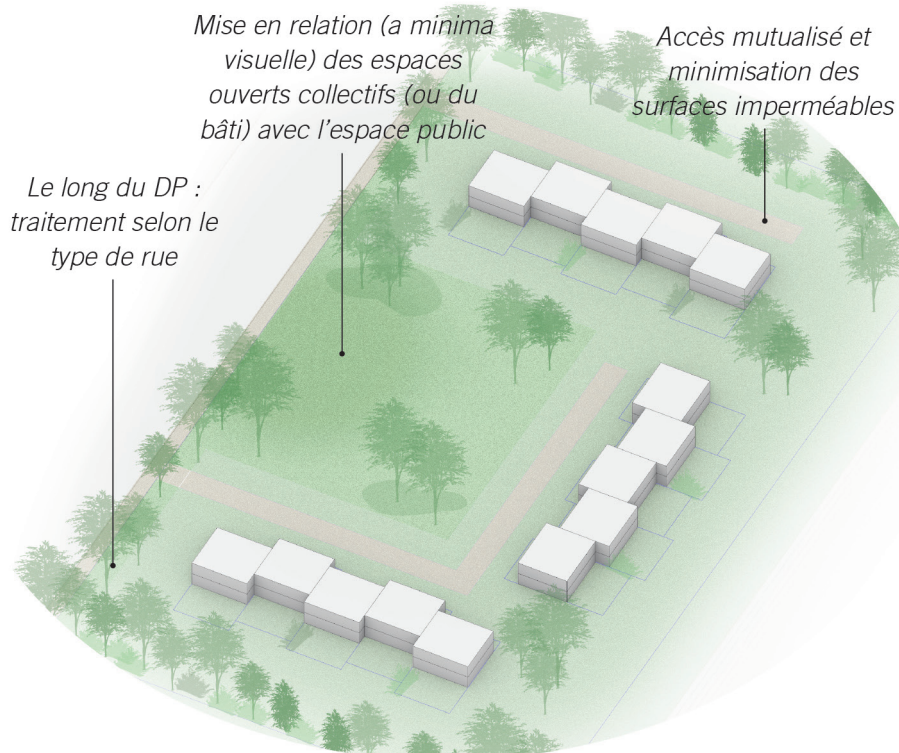 Mise en relation (a minima
visuelle) des espaces
ouverts collectifs (ou du
bâti) avec l’espace public
Accès mutualisé et
minimisation des
surfaces imperméables
Le long du DP :
traitement selon le
type de rue